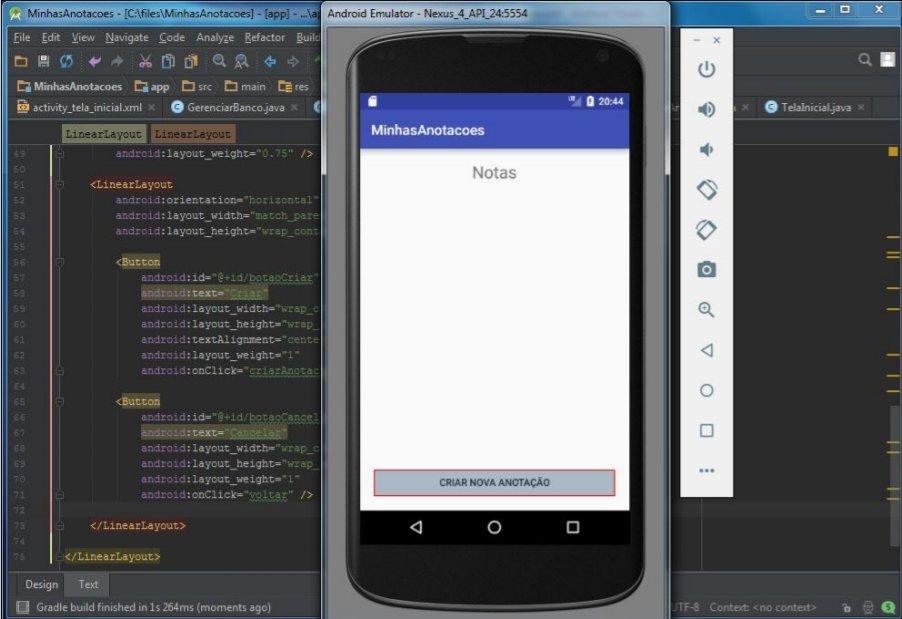 MinhasAnotacoes - [C:\files\MinhasAnotacoes] - [app] - ...\ap
Android Emulator - Nexus_4_API_24:5554
File Edit View Navigate Code Analyze Refactor Build
MinhasAnotacoes app src main res
activity_tela_inicial.xml × GerenciarBanco.java × TelaInicial.java ×
LinearLayout LinearLayout
49 android:layout_weight="0.75" />
50
51 <LinearLayout
52 android:orientation="horizontal"
53 android:layout_width="match_pare
54 android:layout_height="wrap_cont
55
56 <Button
57 android:id="@+id/botaoCriar"
58 android:text="Criar"
59 android:layout_width="wrap_c
60 android:layout_height="wrap_
61 android:textAlignment="cente
62 android:layout_weight="1"
63 android:onClick="criarAnotac
64
65 <Button
66 android:id="@+id/botaoCancel
67 android:text="Cancelar"
68 android:layout_width="wrap_c
69 android:layout_height="wrap_
70 android:layout_weight="1"
71 android:onClick="voltar" />
72
73 </LinearLayout>
74
75 </LinearLayout>
Design Text
Gradle build finished in 1s 264ms (moments ago)
UTF-8 Context: <no context>
20:44
MinhasAnotacoes
Notas
CRIAR NOVA ANOTAÇÃO